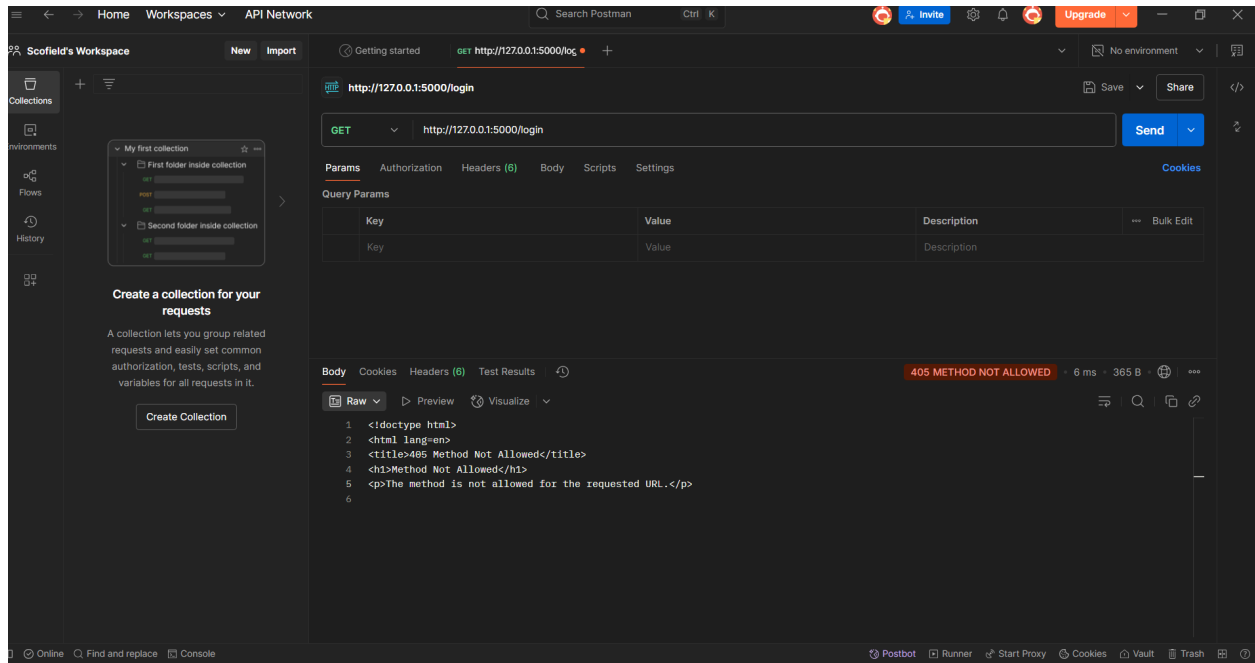 Home Workspaces API Network Search Postman Ctrl K Invite Upgrade
Scofield's Workspace New Import
Getting started GET http://127.0.0.1:5000/log No environment
Collections
http://127.0.0.1:5000/login Save Share
GET http://127.0.0.1:5000/login Send
Params Authorization Headers (6) Body Scripts Settings Cookies
Query Params
Key Value Description Bulk Edit
Key Value Description
nvironments
Flows
History
My first collection
First folder inside collection
GET
POST
GET
Second folder inside collection
GET
GET
Create a collection for your
requests
A collection lets you group related
requests and easily set common
authorization, tests, scripts, and
variables for all requests in it.
Create Collection
Body Cookies Headers (6) Test Results 405 METHOD NOT ALLOWED 6 ms 365 B
Raw Preview Visualize
1 <!doctype html>
2 <html lang=en>
3 <title>405 Method Not Allowed</title>
4 <h1>Method Not Allowed</h1>
5 <p>The method is not allowed for the requested URL.</p>
6
Online Find and replace Console Postbot Runner Start Proxy Cookies Vault Trash